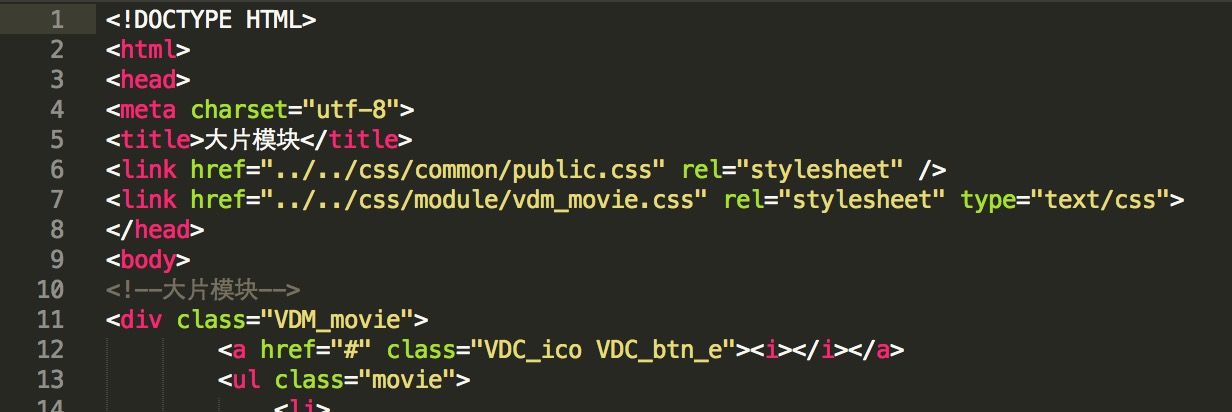 1 <!DOCTYPE HTML>
2 <html>
3 <head>
4 <meta charset="utf-8">
5 <title>大片模块</title>
6 <link href="../../css/common/public.css" rel="stylesheet" />
7 <link href="../../css/module/vdm_movie.css" rel="stylesheet" type="text/css">
8 </head>
9 <body>
10 <!--大片模块-->
11 <div class="VDM_movie">
12 <a href="#" class="VDC_ico VDC_btn_e"><i></i></a>
13 <ul class="movie">
14 <li>